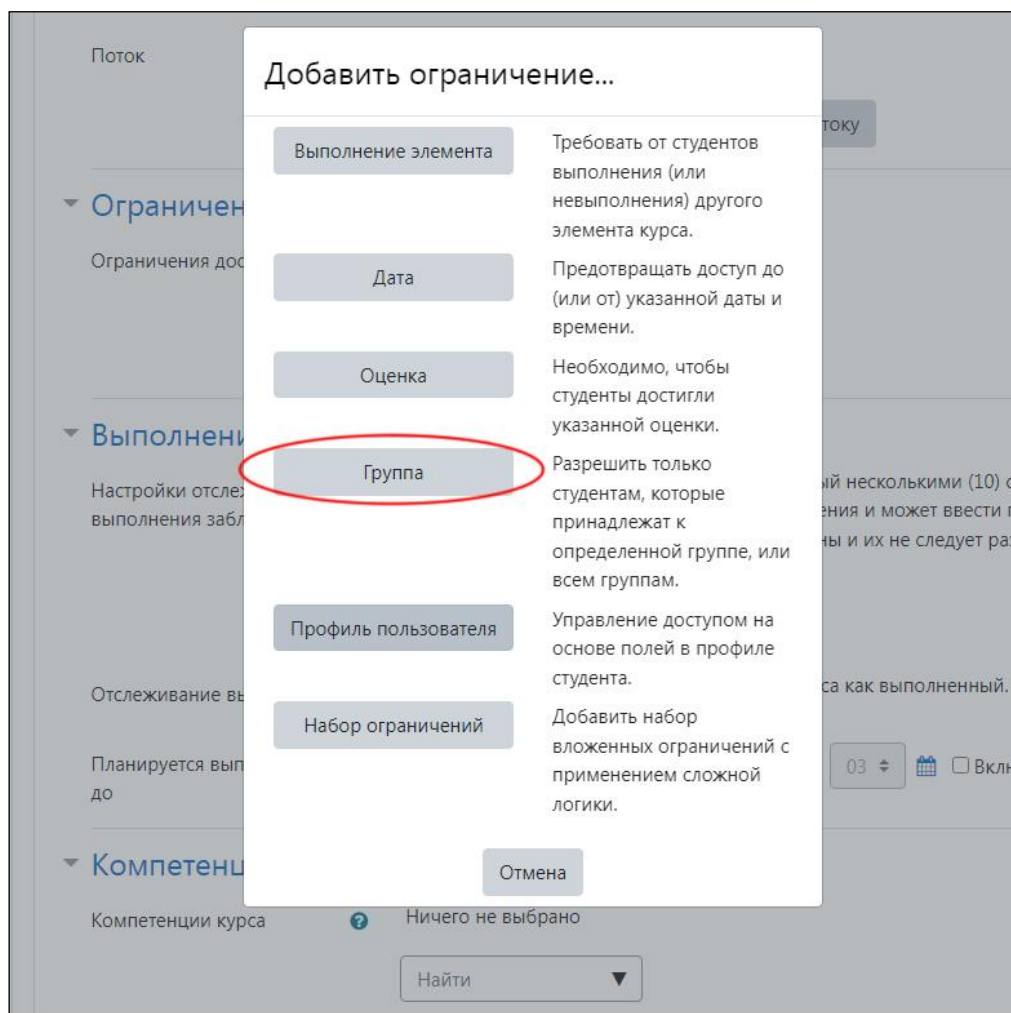 Поток
Добавить ограничение...
току
Выполнение элемента
Требовать от студентов
выполнения (или
невыполнения) другого
элемента курса.
Ограничен
Ограничения дос
Дата
Предотвращать доступ до
(или от) указанной даты и
времени.
Оценка
Необходимо, чтобы
студенты достигли
указанной оценки.
Выполнени
Группа
Разрешить только
студентам, которые
принадлежат к
определенной группе, или
всем группам.
Настройки отсле
выполнения забл
ый несколькими (10) с
ения и может ввести
ны и их не следует ра
Профиль пользователя
Управление доступом на
основе полей в профиле
студента.
Отслеживание вы
са как выполненный.
Набор ограничений
Добавить набор
вложенных ограничений с
применением сложной
логики.
Планируется вып
до
03
Вклю
Отмена
Компетенц
Компетенции курса
Ничего не выбрано
Найти